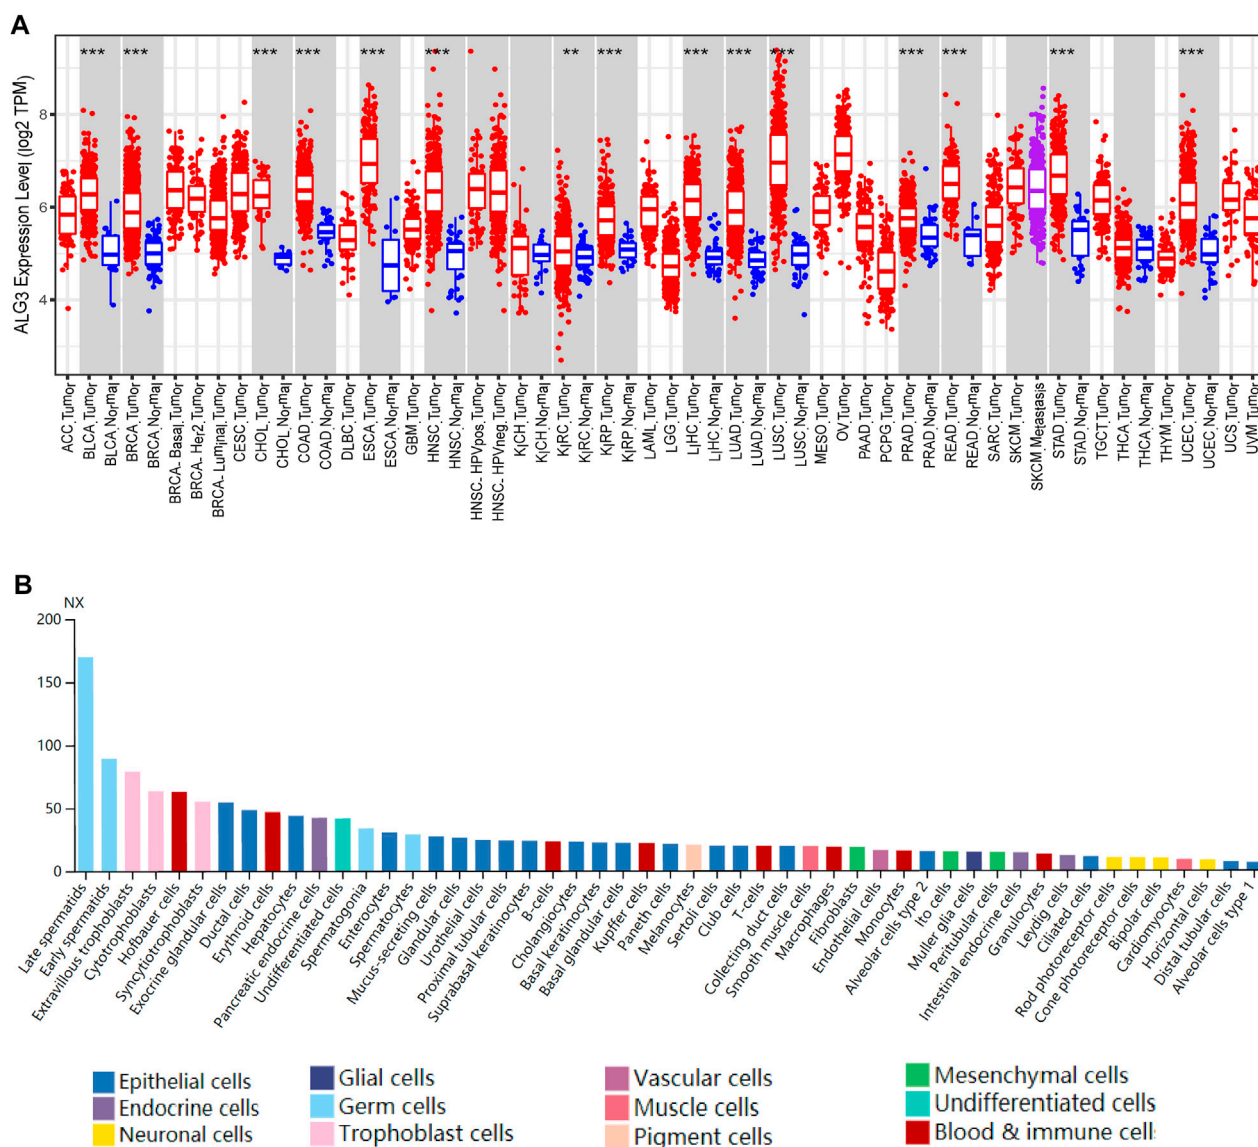 A
*** *** *** *** *** *** ** *** *** *** *** *** *** *** ***
ALG3 Expression Level (log2 TPM)
8
6
4
ACC Tumor
BLCA Tumor
BLCA Normal
BRCA Tumor
BRCA Normal
BRCA- Basal Tumor
BRCA- Her2 Tumor
BRCA- Luminal Tumor
CESC Tumor
CHOL Tumor
CHOL Normal
COAD Tumor
COAD Normal
DLBC Tumor
ESCA Tumor
ESCA Normal
GBM Tumor
HNSC Tumor
HNSC Normal
HNSC- HPVpos Tumor
HNSC- HPVneg Tumor
KiCH Tumor
KiCH Normal
KiRC Tumor
KiRC Normal
KiRP Tumor
KiRP Normal
LAML Tumor
LGG Tumor
LiHC Tumor
LiHC Normal
LUAD Tumor
LUAD Normal
LUSC Tumor
LUSC Normal
MESO Tumor
OV Tumor
PAAD Tumor
PCPG Tumor
PRAD Tumor
PRAD Normal
READ Tumor
READ Normal
SARC Tumor
SKCM Tumor
SKCM Metastasis
STAD Tumor
STAD Normal
TGCT Tumor
THCA Tumor
THCA Normal
THYM Tumor
UCEC Tumor
UCEC Normal
UCS Tumor
UVM Tumor
B
NX
200
150
100
50
0
Late spermatids
Early spermatids
Extravillous trophoblasts
Cytotrophoblasts
Hofbauer cells
Syncytiotrophoblasts
Exocrine glandular cells
Ductal cells
Erythroid cells
Hepatocytes
Pancreatic endocrine cells
Undifferentiated cells
Spermatogonia
Enterocytes
Spermatocytes
Mucus-secreting cells
Glandular cells
Urothelial cells
Proximal tubular cells
Suprabasal keratinocytes
B-cells
Cholangiocytes
Basal keratinocytes
Basal glandular cells
Kupffer cells
Paneth cells
Melanocytes
Sertoli cells
Club cells
T-cells
Collecting duct cells
Smooth muscle cells
Macrophages
Fibroblasts
Endothelial cells
Monocytes
Alveolar cells type 2
Ito cells
Muller glia cells
Peritubular cells
Intestinal endocrine cells
Granulocytes
Leydig cells
Ciliated cells
Rod photoreceptor cells
Cone photoreceptor cells
Bipolar cells
Cardiomyocytes
Horizontal cells
Distal tubular cells
Alveolar cells type 1
Epithelial cells
Endocrine cells
Neuronal cells
Glial cells
Germ cells
Trophoblast cells
Vascular cells
Muscle cells
Pigment cells
Mesenchymal cells
Undifferentiated cells
Blood & immune cells